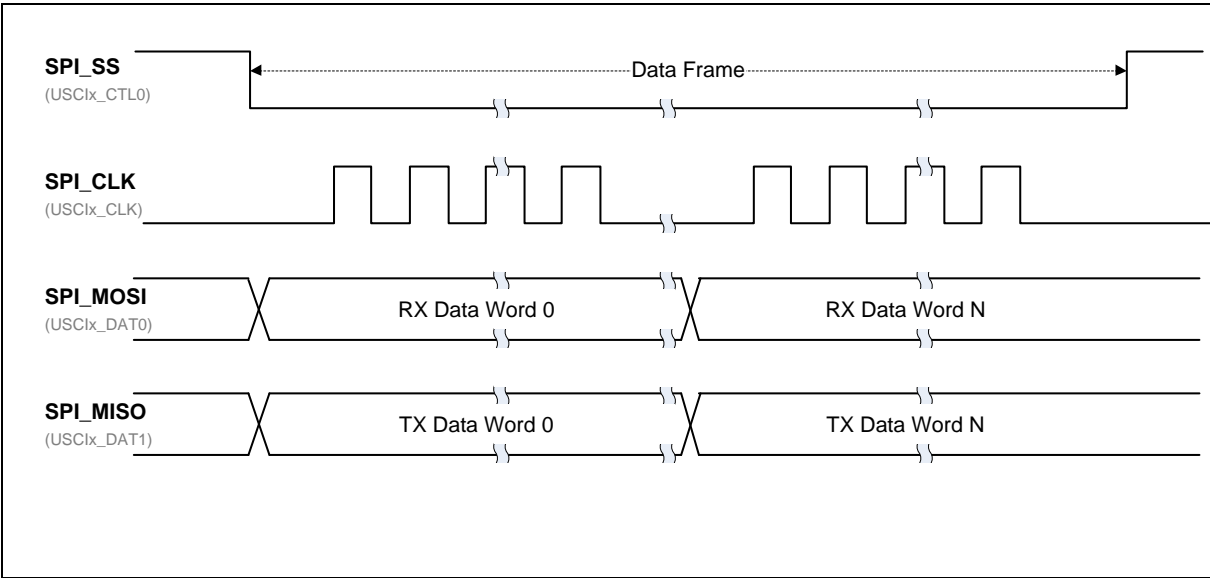 SPI_SS
(USCIx_CTL0)
Data Frame
SPI_CLK
(USCIx_CLK)
SPI_MOSI
(USCIx_DAT0)
RX Data Word 0
RX Data Word N
SPI_MISO
(USCIx_DAT1)
TX Data Word 0
TX Data Word N